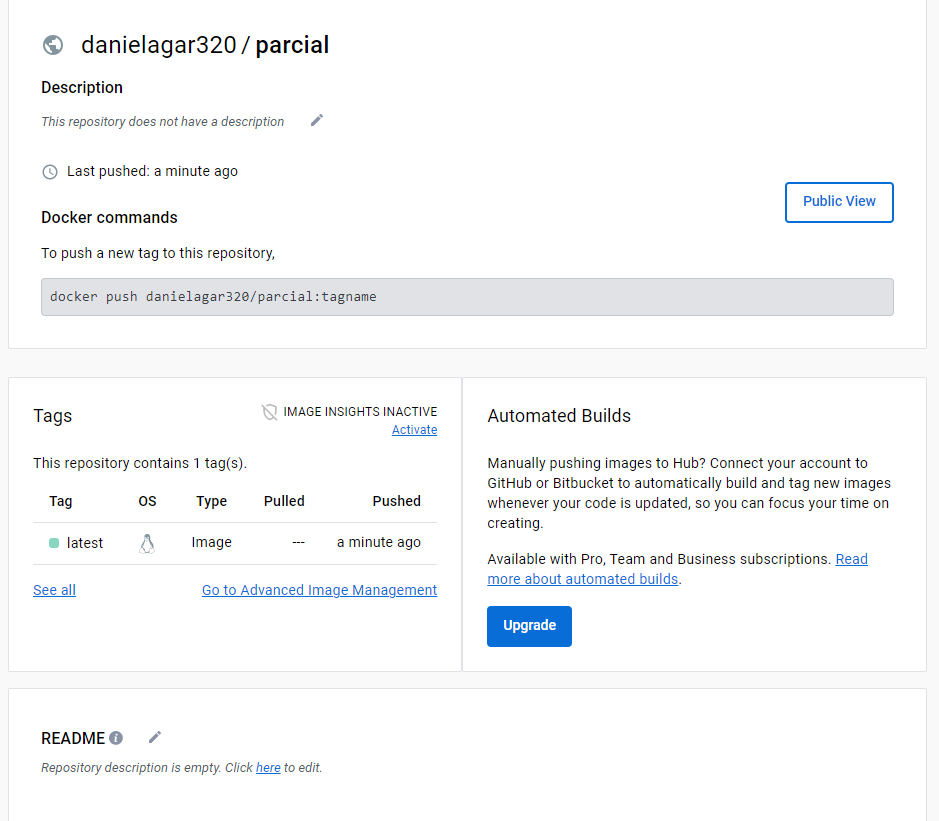 danielagar320 / parcial
Description
This repository does not have a description
Last pushed: a minute ago
Public View
Docker commands
To push a new tag to this repository,
docker push danielagar320/parcial:tagname
Tags
IMAGE INSIGHTS INACTIVE
Activate
This repository contains 1 tag(s).
Tag OS Type Pulled Pushed
latest Image --- a minute ago
See all Go to Advanced Image Management
Automated Builds
Manually pushing images to Hub? Connect your account to
GitHub or Bitbucket to automatically build and tag new images
whenever your code is updated, so you can focus your time on
creating.
Available with Pro, Team and Business subscriptions. Read
more about automated builds.
Upgrade
README
Repository description is empty. Click here to edit.